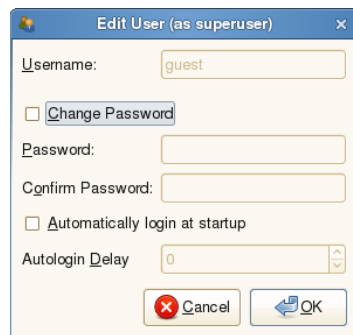 Edit User (as superuser)
Username: guest
Change Password
Password:
Confirm Password:
Automatically login at startup
Autologin Delay 0
Cancel OK